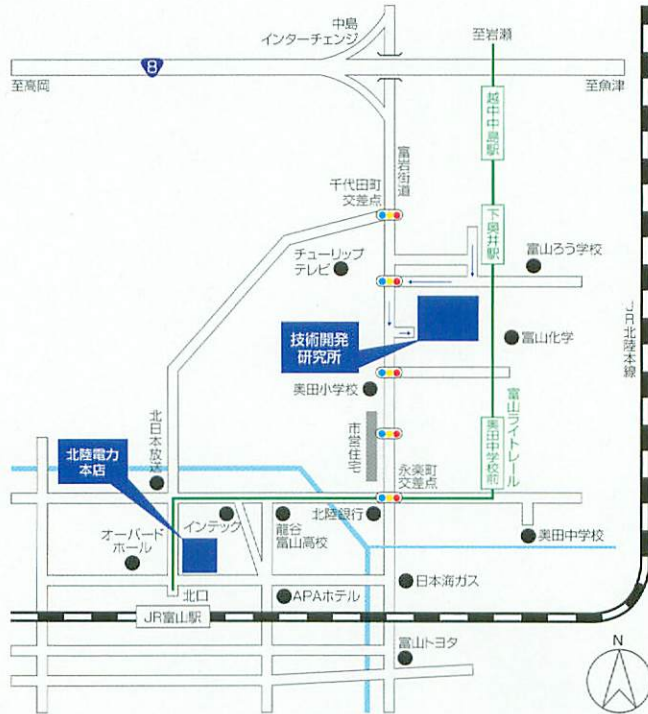 中島
インターチェンジ
至岩瀬
8
至高岡
至魚津
越中中島駅
富岩街道
千代田町
交差点
下奥井駅
チューリップ
テレビ
富山ろう学校
技術開発
研究所
富山化学
JR北陸本線
奥田小学校
富山ライトレール
奥田中学校前
市営住宅
北日本放送
北陸電力
本店
永楽町
交差点
インテック
龍谷
富山高校
北陸銀行
奥田中学校
オーバード
ホール
北口
APAホテル
日本海ガス
JR富山駅
富山トヨタ
N